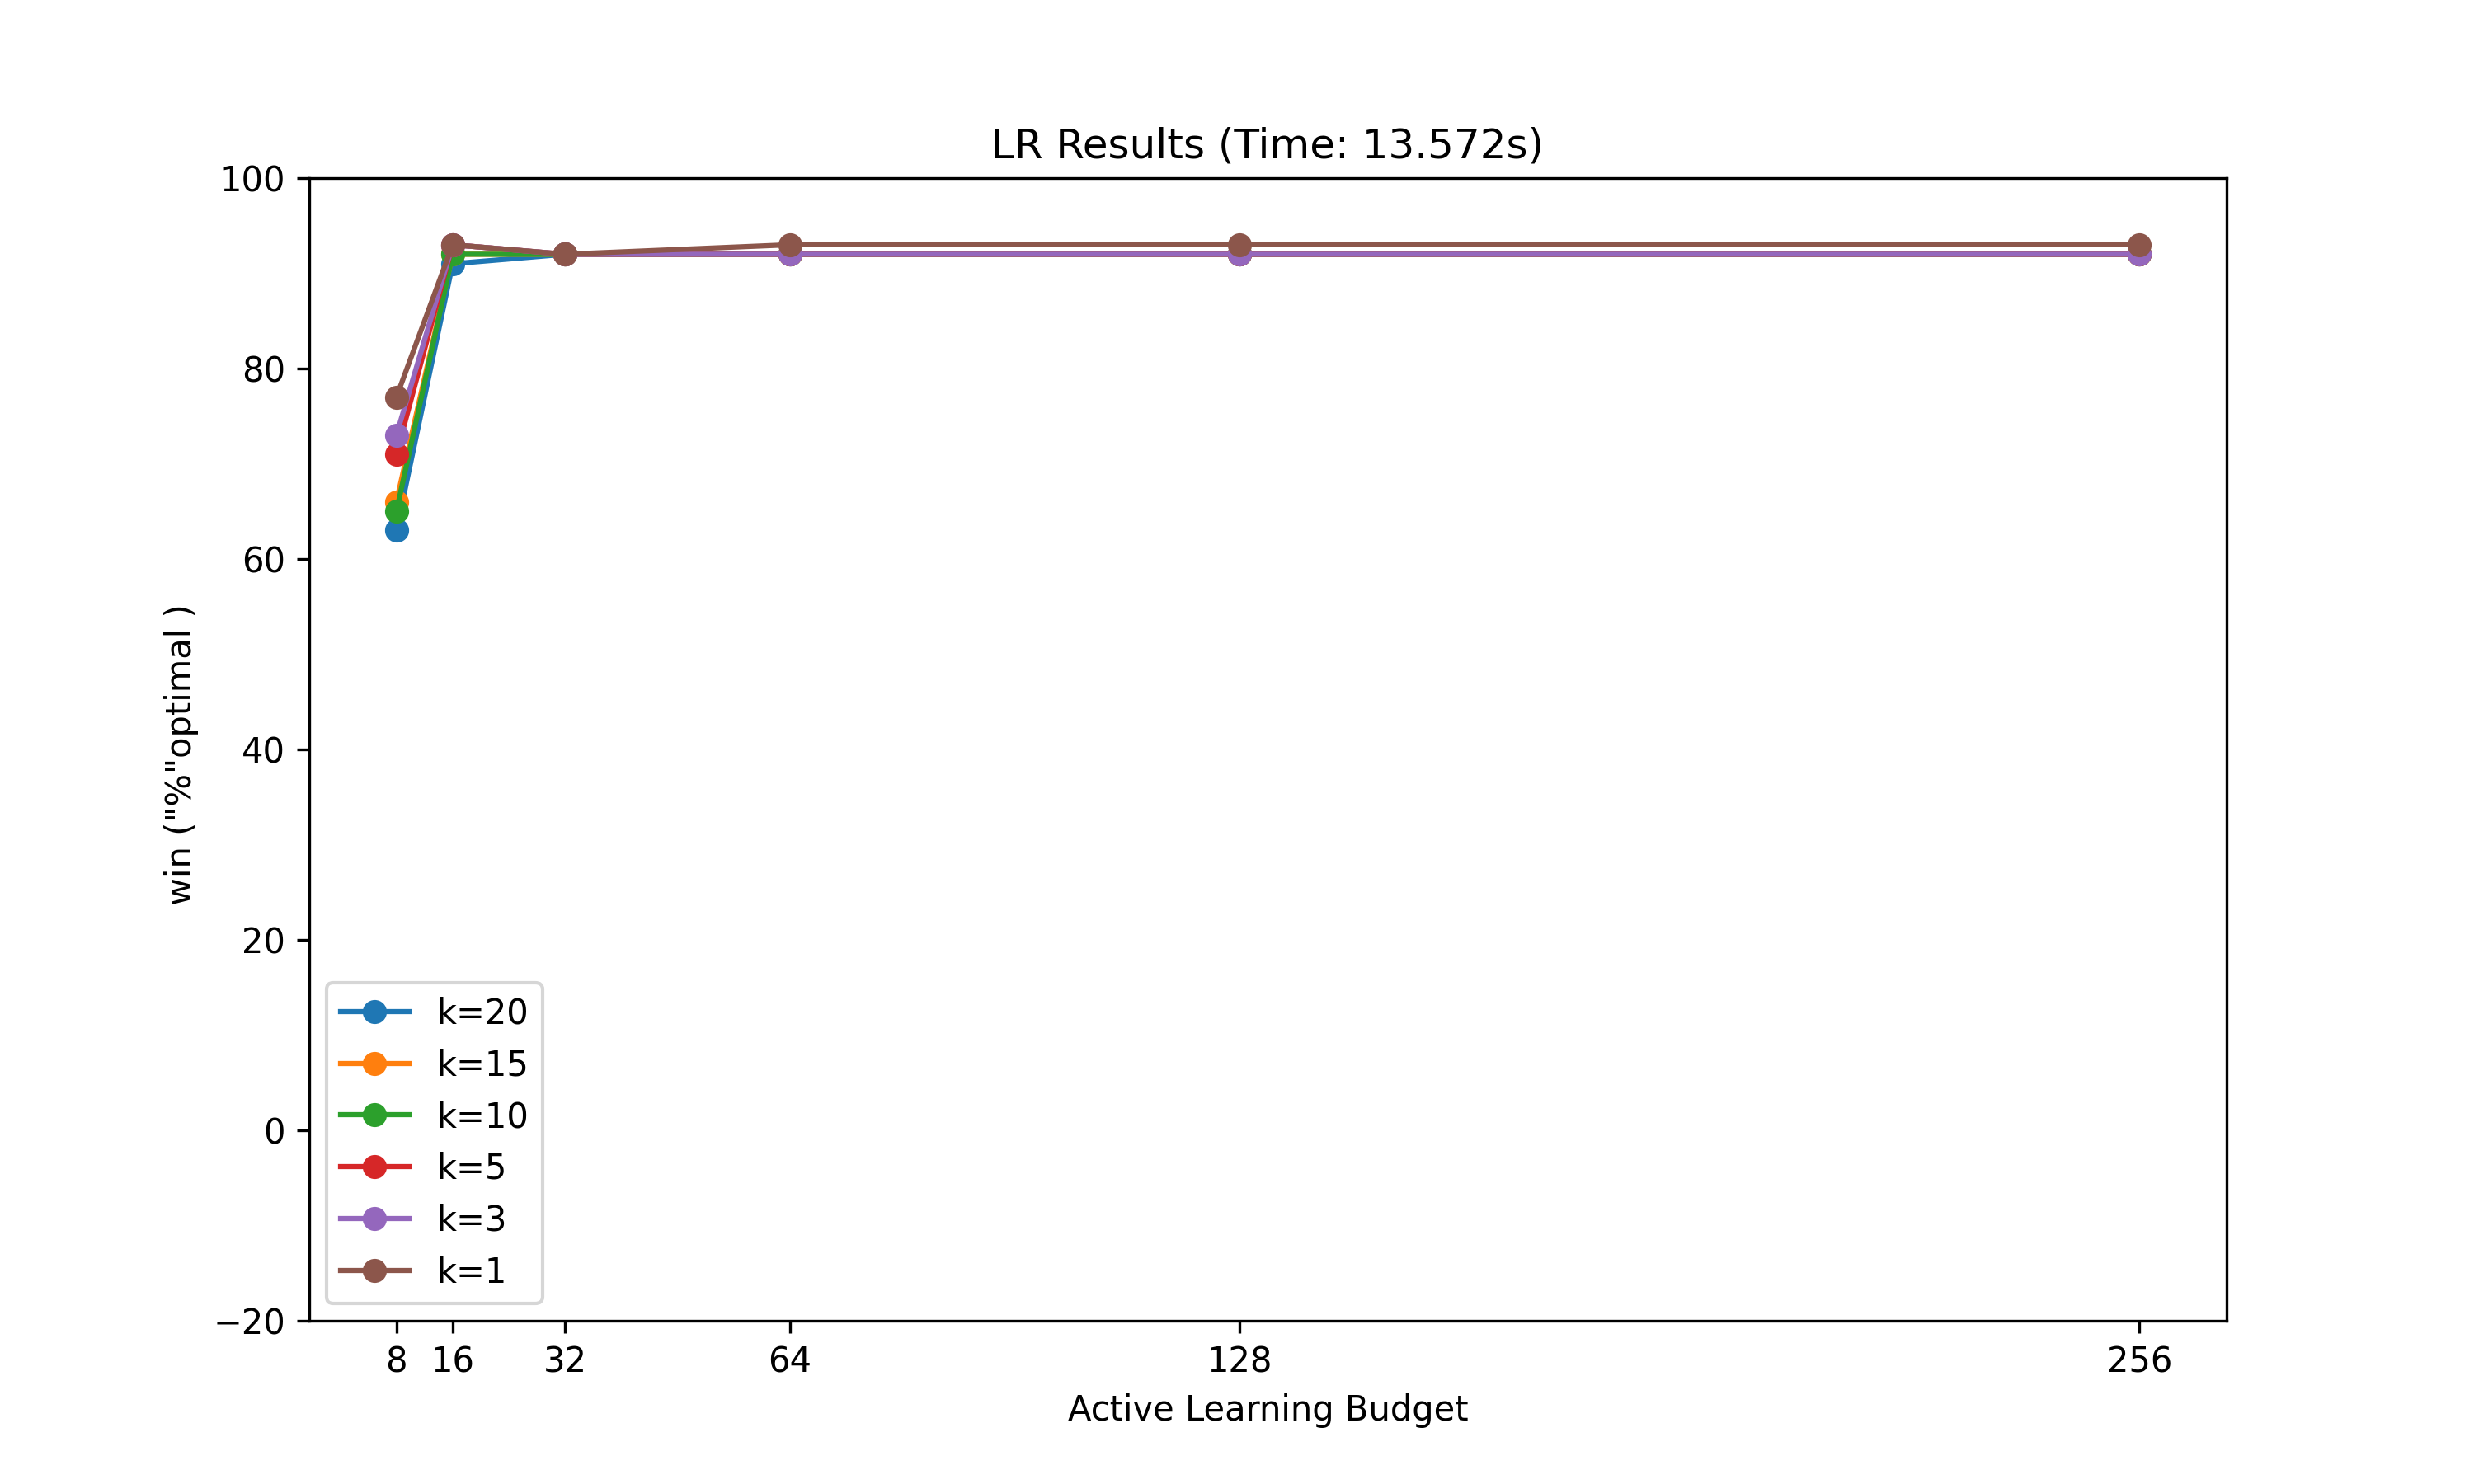 LR Results (Time: 13.572s)
100
80
60
40
20
0
−20
win ("%"optimal )
k=20
k=15
k=10
k=5
k=3
k=1
8 16 32 64 128 256
Active Learning Budget